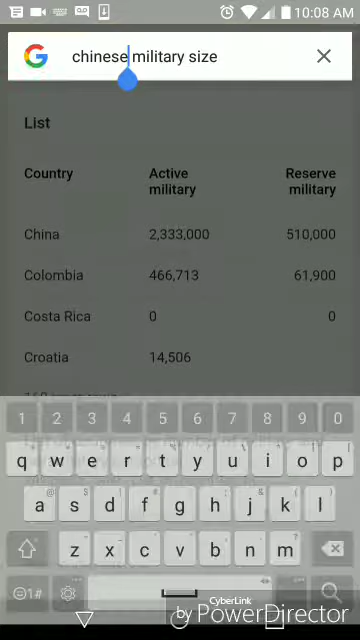 10:08 AM
chinese military size
List
Country Active military Reserve military
China 2,333,000 510,000
Colombia 466,713 61,900
Costa Rica 0 0
Croatia 14,506
1 2 3 4 5 6 7 8 9 0
q w e r t y u i o p
a s d f g h j k l
z x c v b n m
1#
CyberLink
by PowerDirector